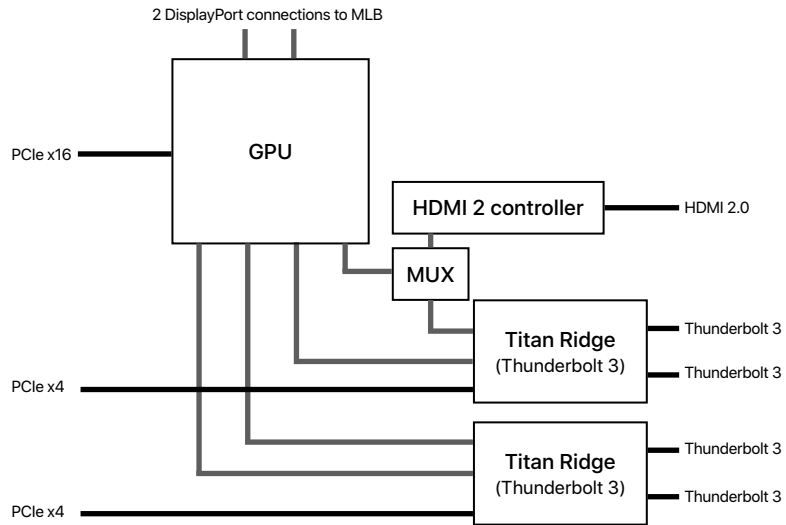 2 DisplayPort connections to MLB
GPU
PCIe x16
HDMI 2 controller
HDMI 2.0
MUX
Titan Ridge
(Thunderbolt 3)
Thunderbolt 3
Thunderbolt 3
PCIe x4
Titan Ridge
(Thunderbolt 3)
Thunderbolt 3
Thunderbolt 3
PCIe x4